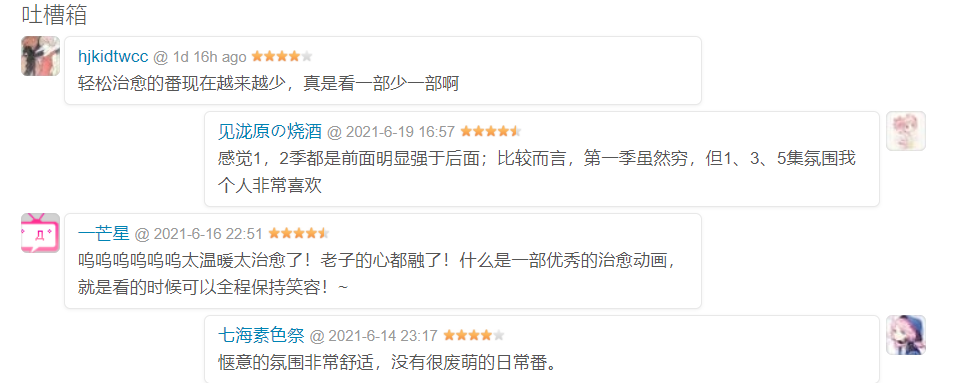 吐槽箱
hjkidtwcc @ 1d 16h ago
轻松治愈的番现在越来越少，真是看一部少一部啊
见泷原の烧酒 @ 2021-6-19 16:57
感觉1，2季都是前面明显强于后面；比较而言，第一季虽然穷，但1、3、5集氛围我
个人非常喜欢
一芒星 @ 2021-6-16 22:51
呜呜呜呜呜呜太温暖太治愈了！老子的心都融了！什么是一部优秀的治愈动画，
就是看的时候可以全程保持笑容！~
七海素色祭 @ 2021-6-14 23:17
惬意的氛围非常舒适，没有很废萌的日常番。